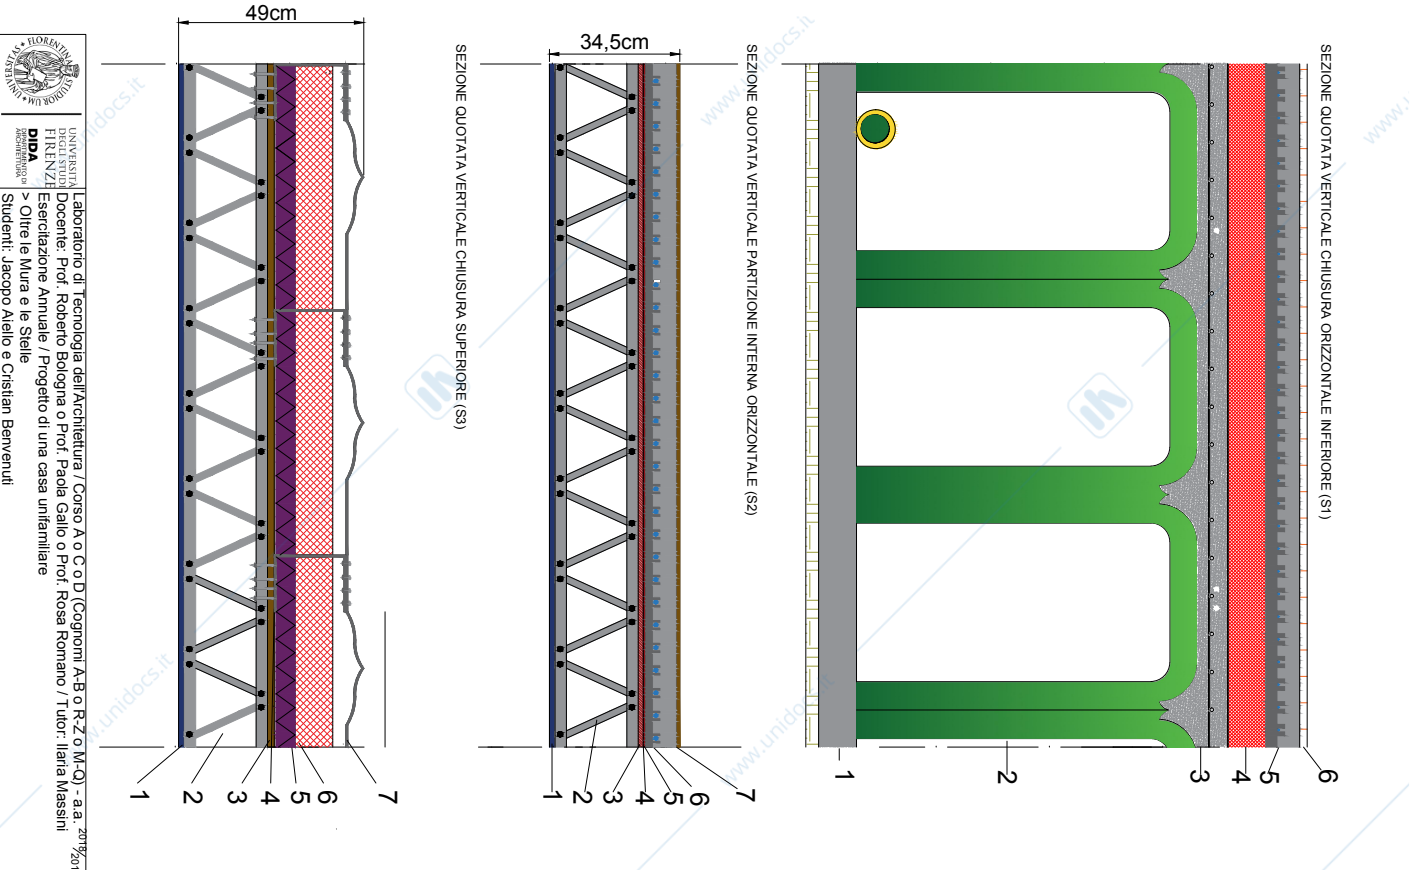 49cm
34,5cm
SEZIONE QUOTATA VERTICALE CHIUSURA ORIZZONTALE INFERIORE (S1)
1
2
3
4
5
6
SEZIONE QUOTATA VERTICALE PARTIZIONE INTERNA ORIZZONTALE (S2)
1
2
3
4
5
6
7
SEZIONE QUOTATA VERTICALE CHIUSURA SUPERIORE (S3)
1
2
3
4
5
6
7
UNIVERSITÀ
DEGLI STUDI
FIRENZE
DIDA
DIPARTIMENTO DI
ARCHITETTURA
Laboratorio di Tecnologia dell'Architettura / Corso A o C o D (Cognomi A-B o R-Z o M-Q) - a.a. 2018/201
Docente: Prof. Roberto Bologna o Prof. Paola Gallo o Prof. Rosa Romano / Tutor: Ilaria Massini
Esercitazione Annuale / Progetto di una casa unifamiliare
> Oltre le Mura e le Stelle
Studenti: Jacopo Aiello e Cristian Benvenuti
www.unidocs.it